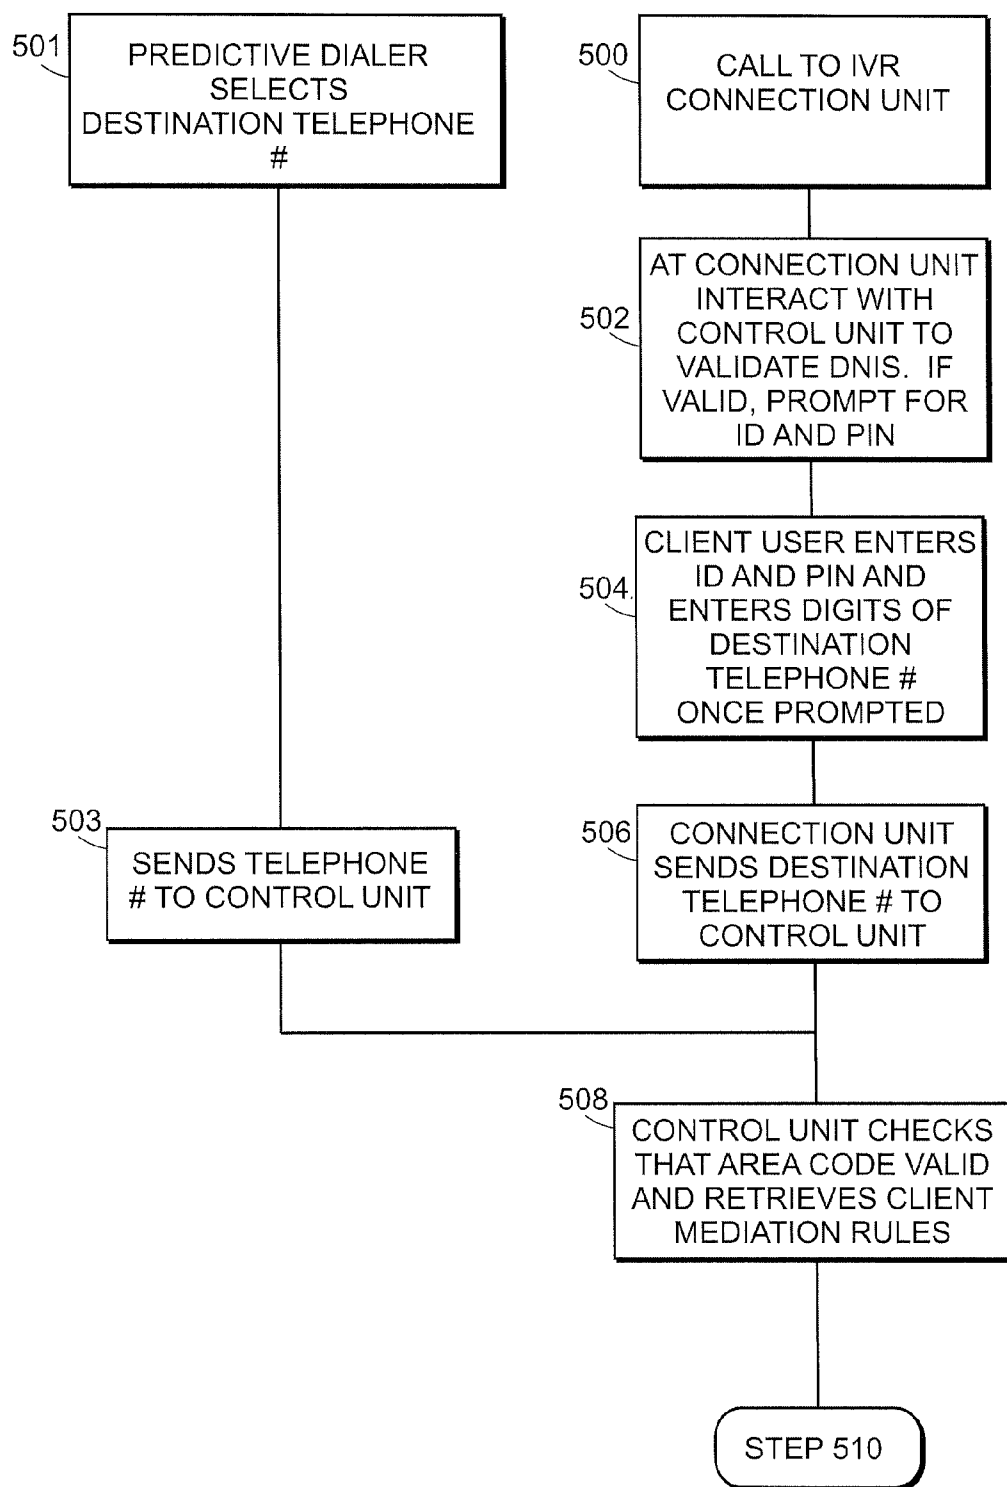 501
PREDICTIVE DIALER
SELECTS
DESTINATION TELEPHONE
#
500
CALL TO IVR
CONNECTION UNIT
502
AT CONNECTION UNIT
INTERACT WITH
CONTROL UNIT TO
VALIDATE DNIS. IF
VALID, PROMPT FOR
ID AND PIN
504
CLIENT USER ENTERS
ID AND PIN AND
ENTERS DIGITS OF
DESTINATION
TELEPHONE #
ONCE PROMPTED
503
SENDS TELEPHONE
# TO CONTROL UNIT
506
CONNECTION UNIT
SENDS DESTINATION
TELEPHONE # TO
CONTROL UNIT
508
CONTROL UNIT CHECKS
THAT AREA CODE VALID
AND RETRIEVES CLIENT
MEDIATION RULES
STEP 510